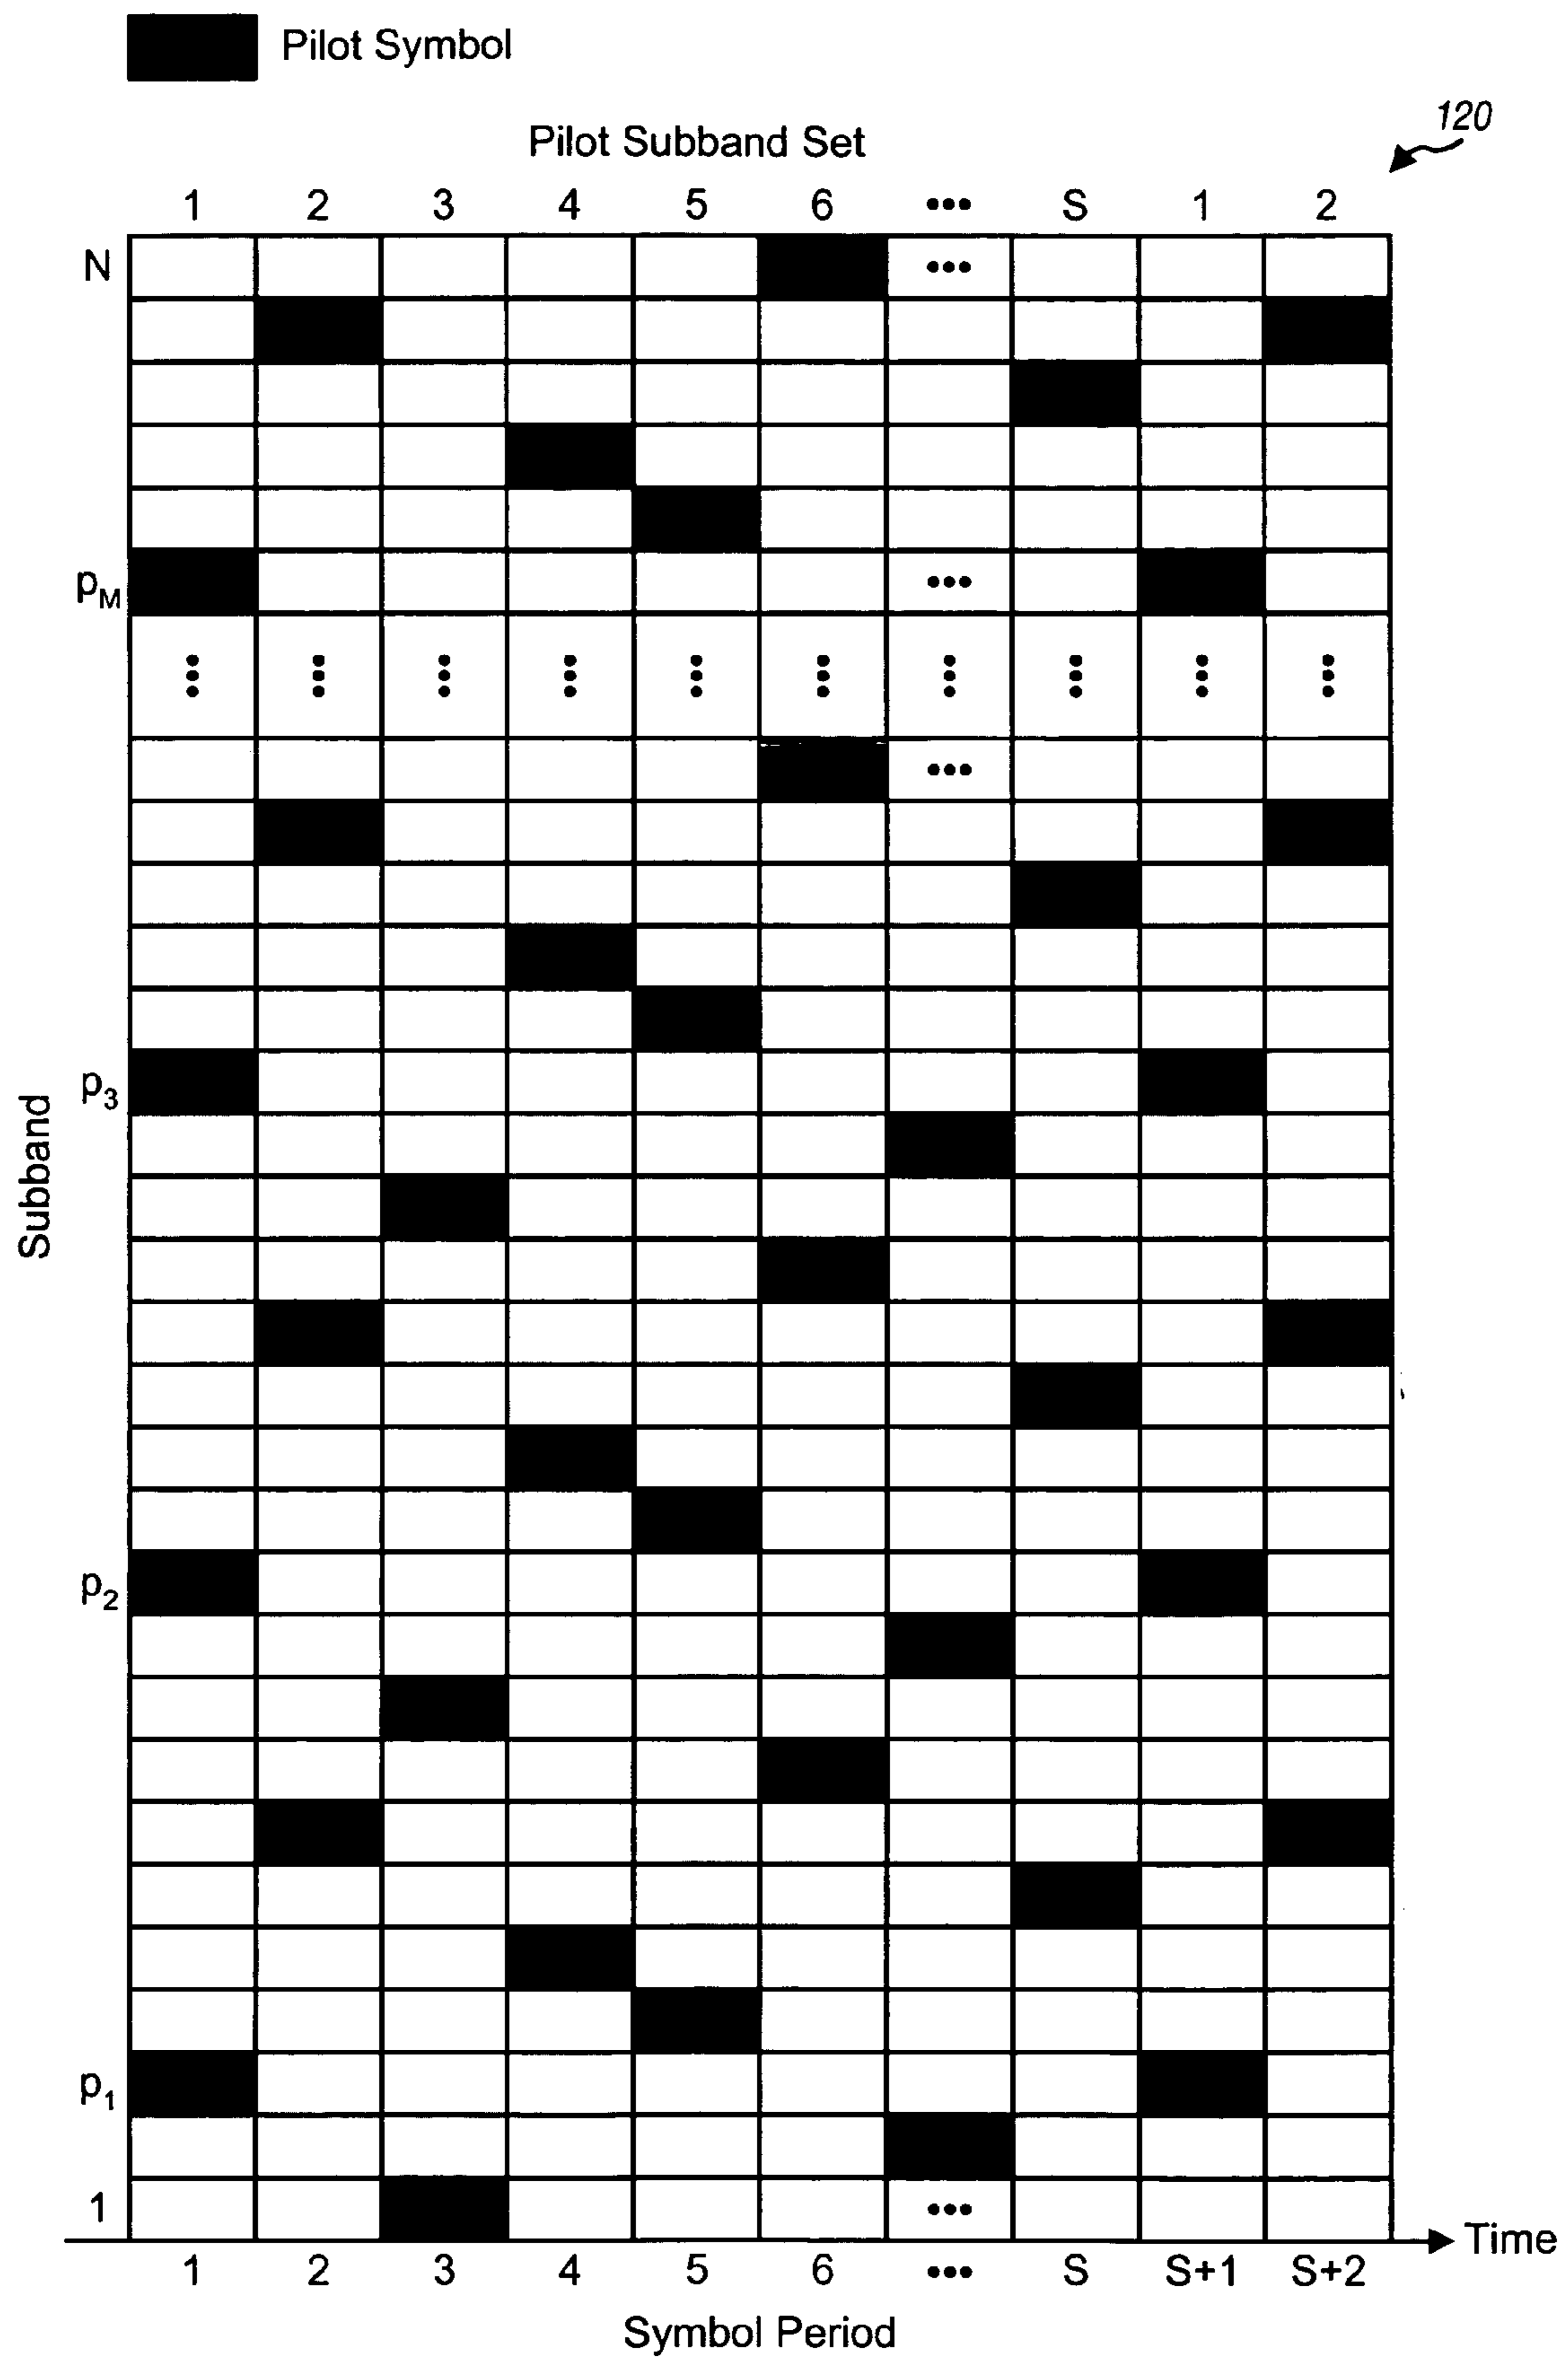 Pilot Symbol
120
Pilot Subband Set
1 2 3 4 5 6 ••• S 1 2
N •••
pM •••
•••
p3
Subband
p2
p1
1 •••
Time
1 2 3 4 5 6 ••• S S+1 S+2
Symbol Period